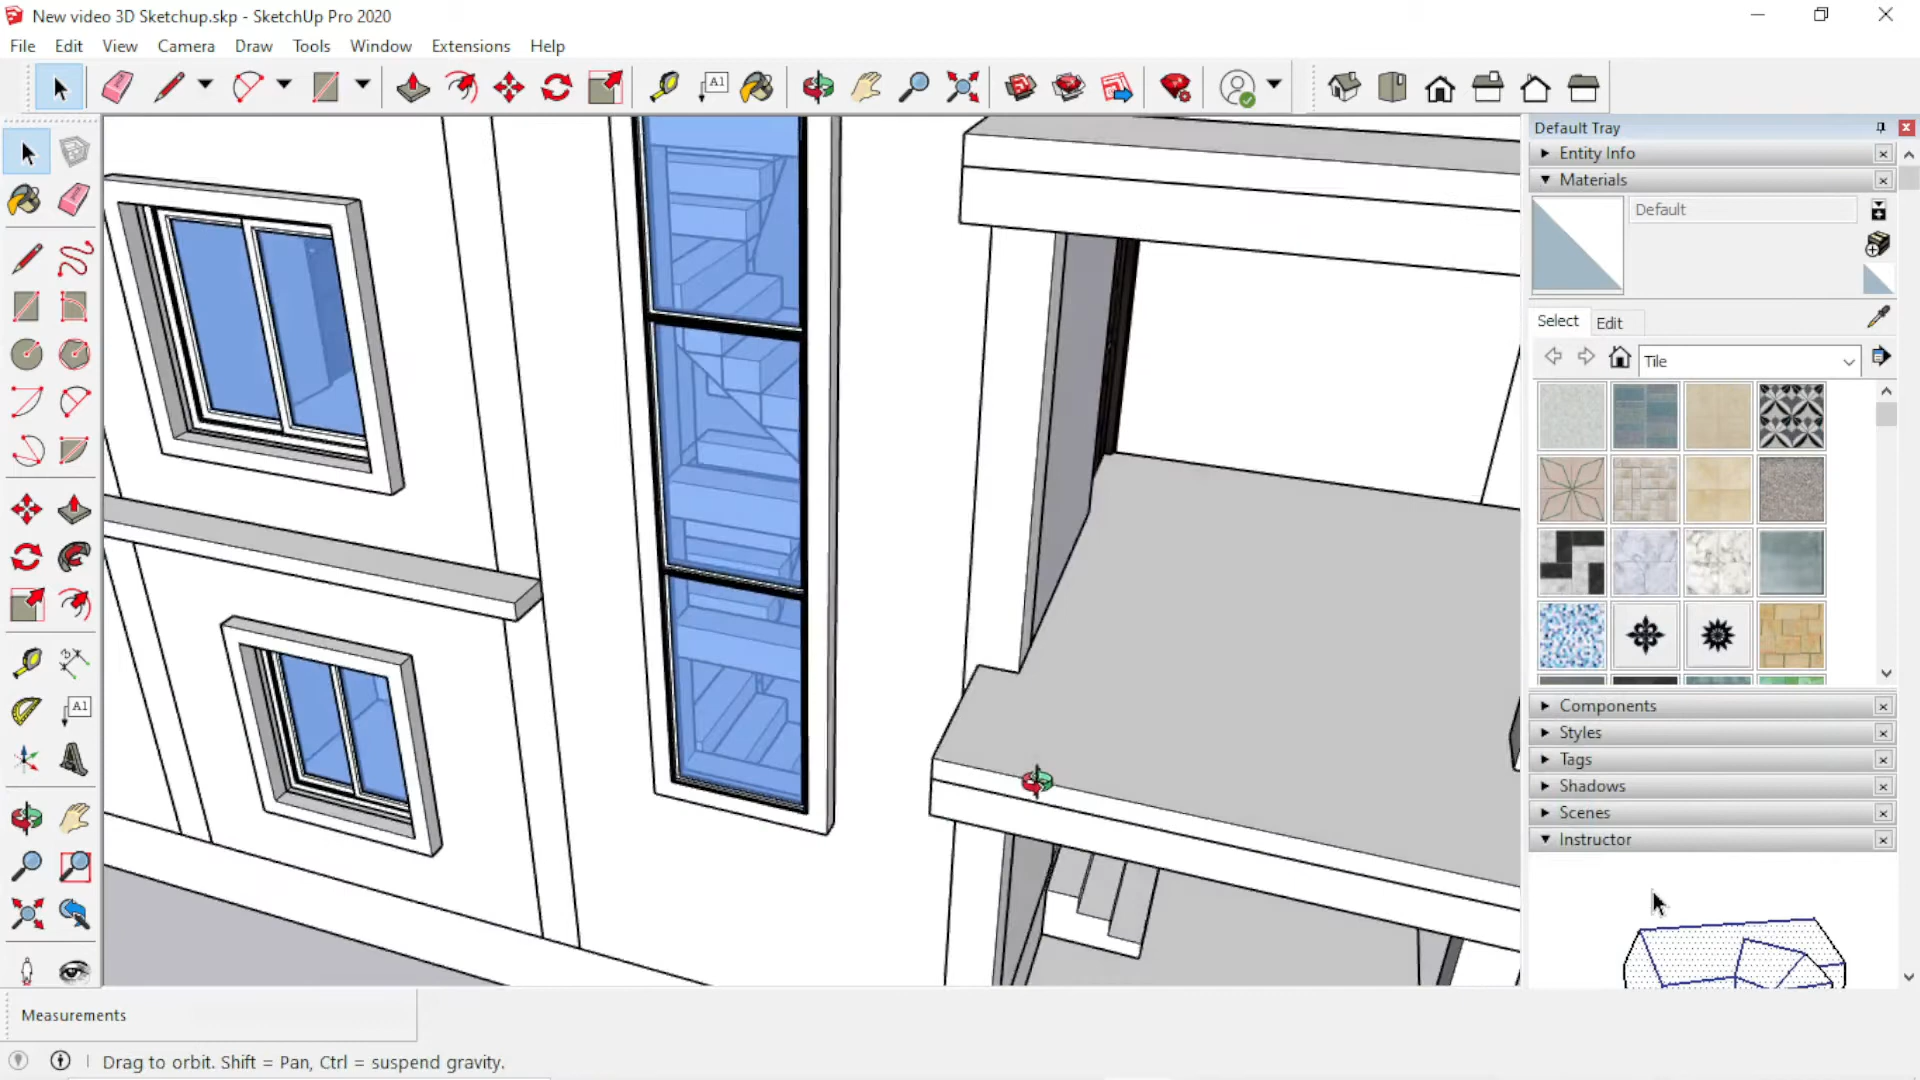 New video 3D Sketchup.skp - SketchUp Pro 2020
File Edit View Camera Draw Tools Window Extensions Help
A1
Default Tray
Entity Info
Materials
Default
Select Edit
Tile
A1
Components
Styles
Tags
Shadows
Scenes
Instructor
Measurements
Drag to orbit. Shift = Pan, Ctrl = suspend gravity.